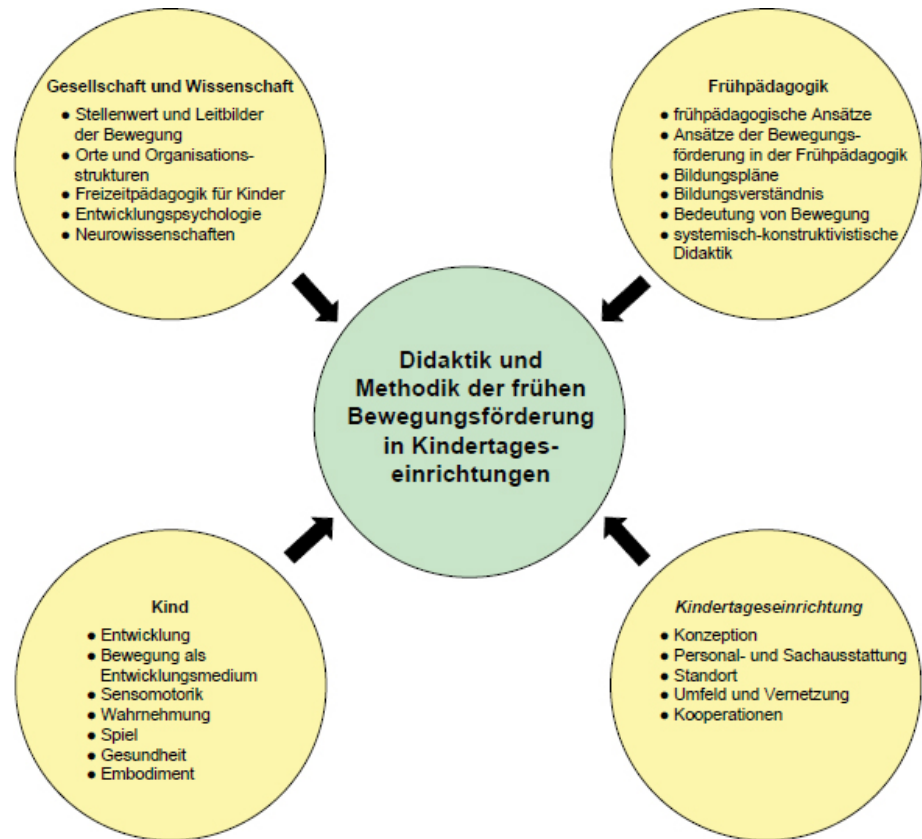 Gesellschaft und Wissenschaft
● Stellenwert und Leitbilder
der Bewegung
● Orte und Organisations-
strukturen
● Freizeitpädagogik für Kinder
● Entwicklungspsychologie
● Neurowissenschaften
Frühpädagogik
● frühpädagogische Ansätze
● Ansätze der Bewegungs-
förderung in der Frühpädagogik
● Bildungspläne
● Bildungsverständnis
● Bedeutung von Bewegung
● systemisch-konstruktivistische
Didaktik
Didaktik und
Methodik der frühen
Bewegungsförderung
in Kindertages-
einrichtungen
Kind
● Entwicklung
● Bewegung als
Entwicklungsmedium
● Sensomotorik
● Wahrnehmung
● Spiel
● Gesundheit
● Embodiment
Kindertageseinrichtung
● Konzeption
● Personal- und Sachausstattung
● Standort
● Umfeld und Vernetzung
● Kooperationen